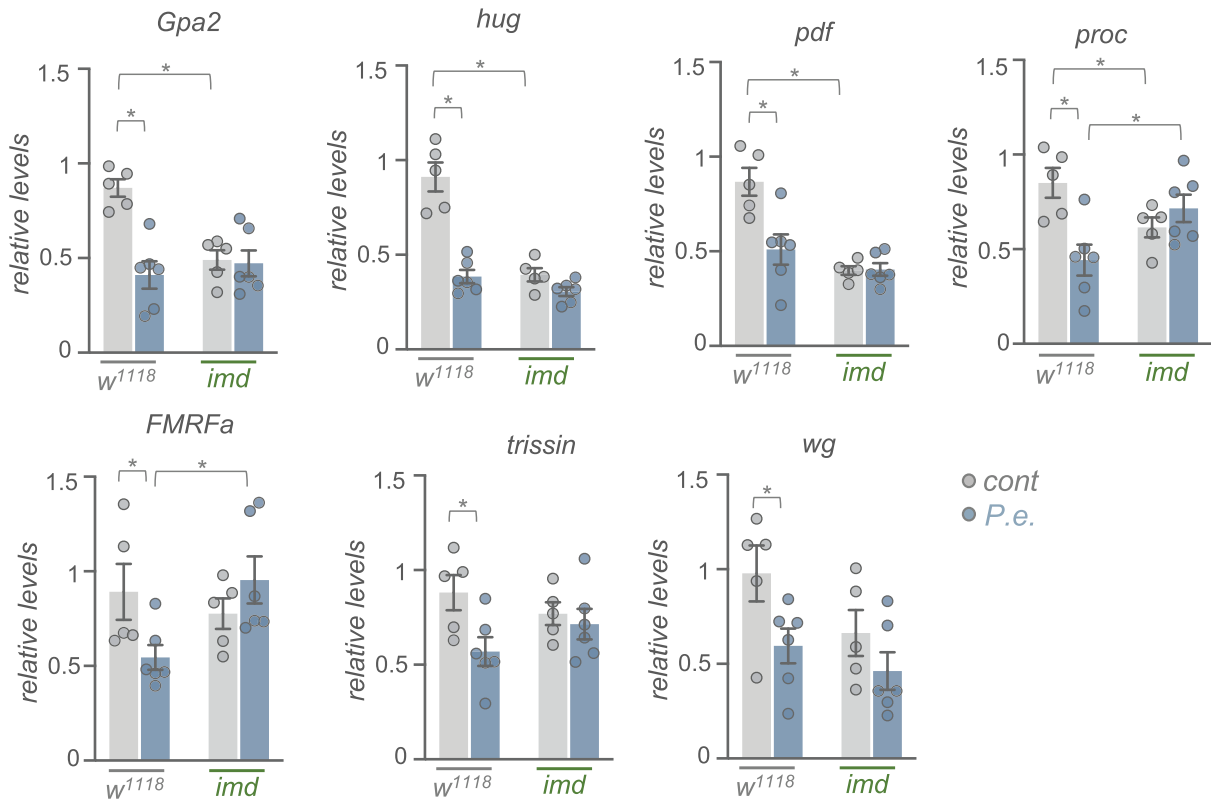 Gpa2
hug
pdf
proc
relative levels
1.5
1
0.5
0
*
*
w¹¹¹⁸
imd
relative levels
1.5
1
0.5
0
*
*
w¹¹¹⁸
imd
relative levels
1.5
1
0.5
0
*
*
w¹¹¹⁸
imd
relative levels
1.5
1
0.5
0
*
*
*
w¹¹¹⁸
imd
FMRFa
trissin
wg
relative levels
1.5
1
0.5
0
*
*
w¹¹¹⁸
imd
relative levels
1.5
1
0.5
0
*
w¹¹¹⁸
imd
relative levels
1.5
1
0.5
0
*
w¹¹¹⁸
imd
cont
P.e.